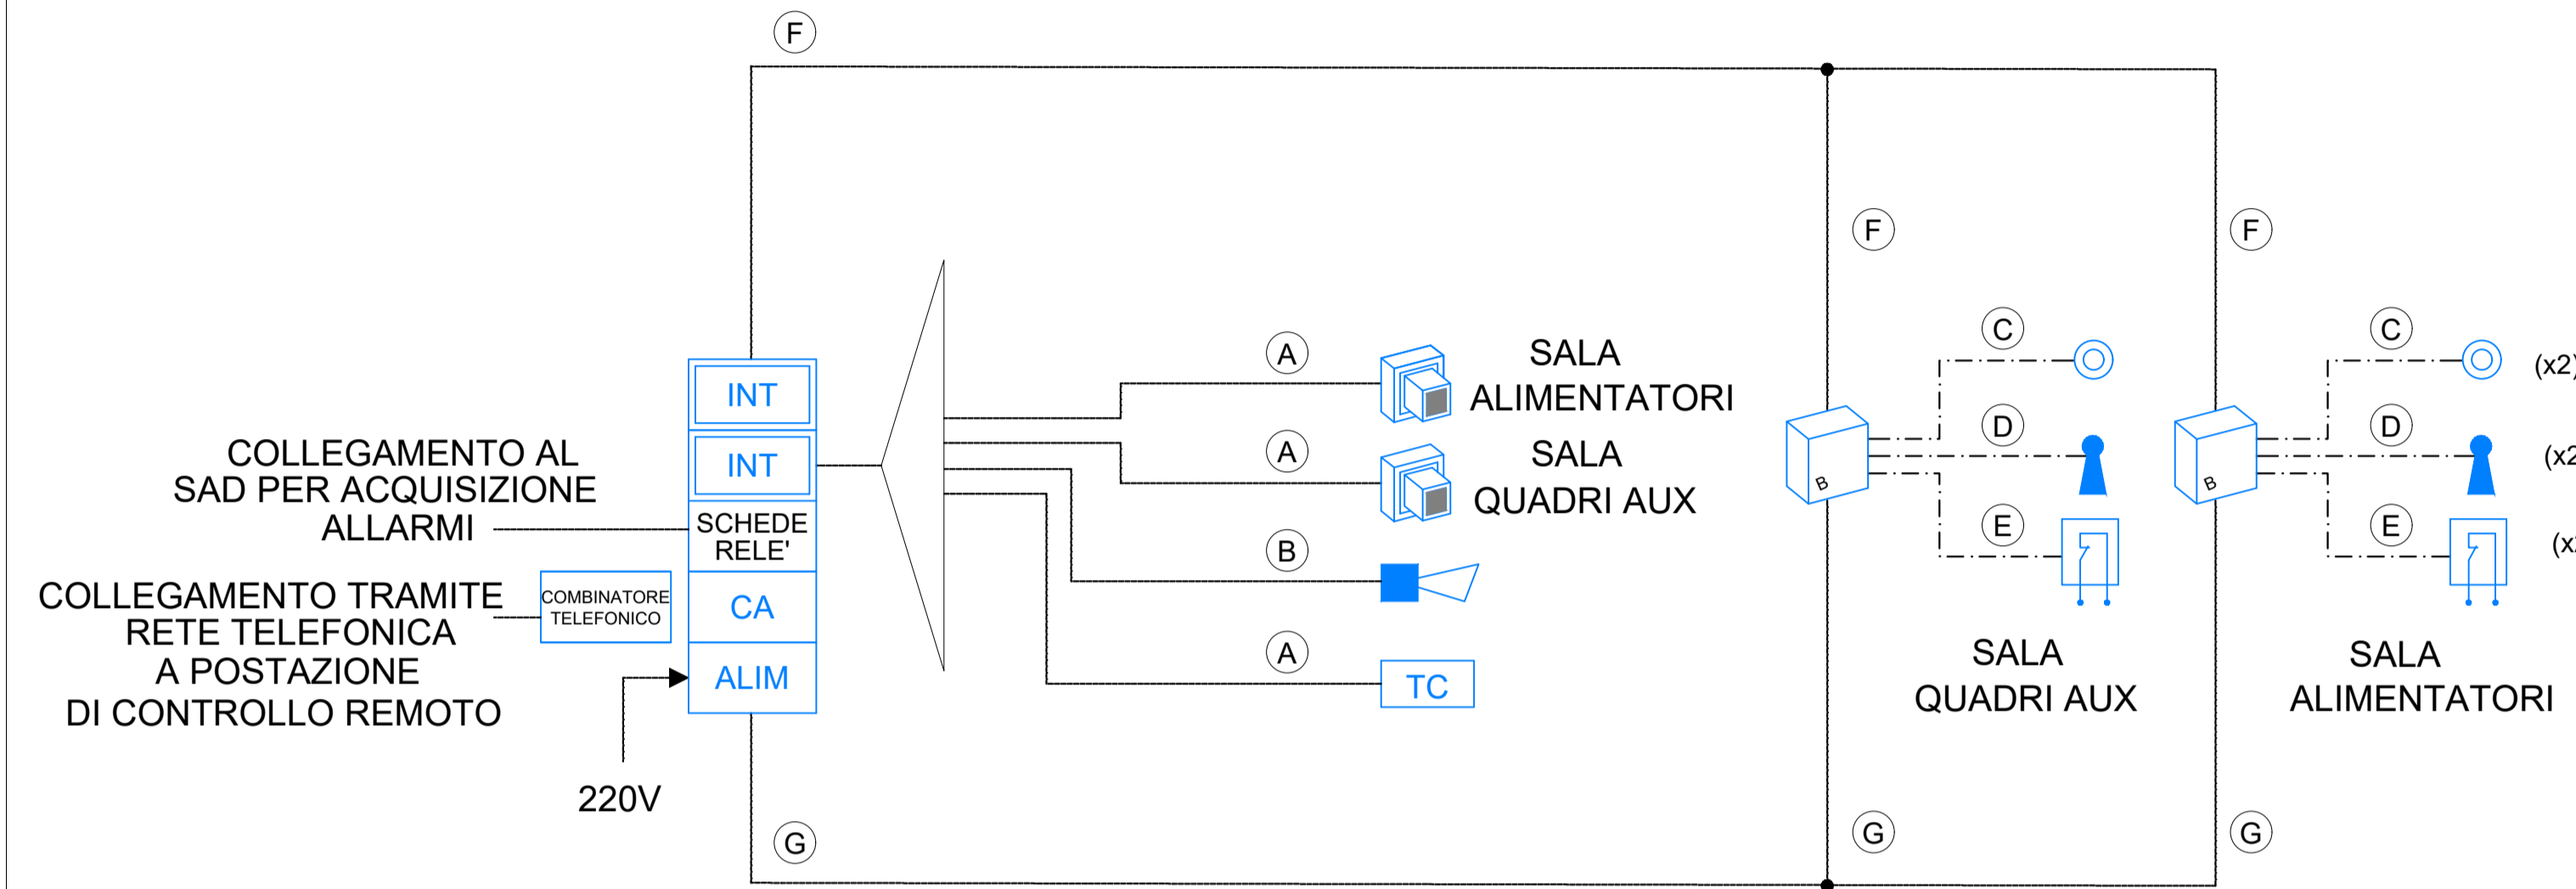 F
INT
INT
SCHEDE
RELE'
CA
ALIM
COLLEGAMENTO AL
SAD PER ACQUISIZIONE
ALLARMI
COLLEGAMENTO TRAMITE
RETE TELEFONICA
A POSTAZIONE
DI CONTROLLO REMOTO
COMBINATORE
TELEFONICO
220V
G
A
SALA
ALIMENTATORI
A
SALA
QUADRI AUX
B
A
TC
F
B
C
D
E
SALA
QUADRI AUX
G
F
B
C
(x2)
D
(x2
E
(x
SALA
ALIMENTATORI
G